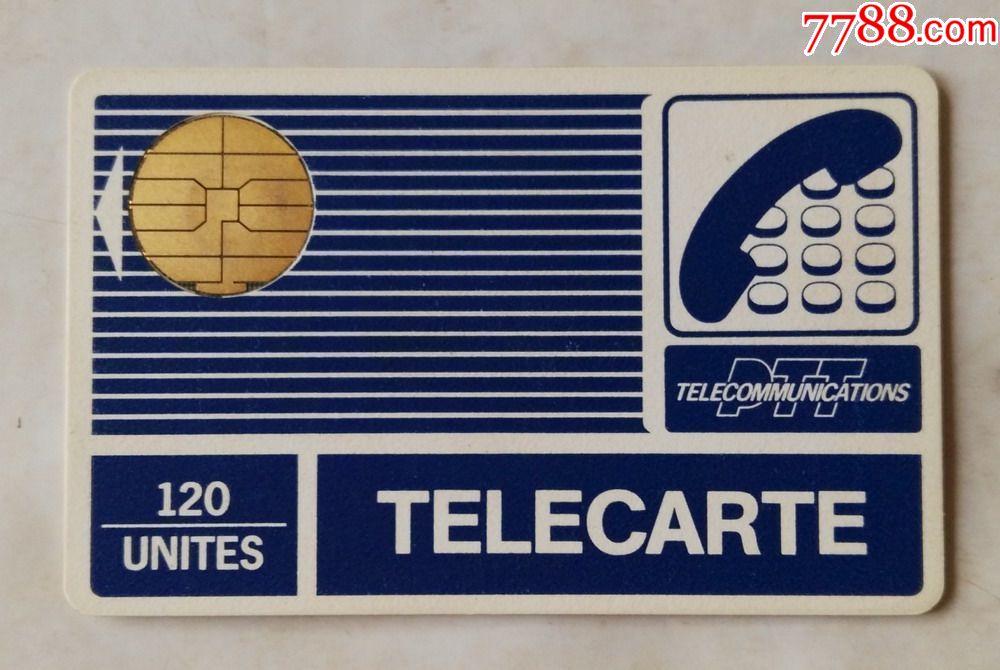 7788.com
PTT
TELECOMMUNICATIONS
120
UNITES
TELECARTE